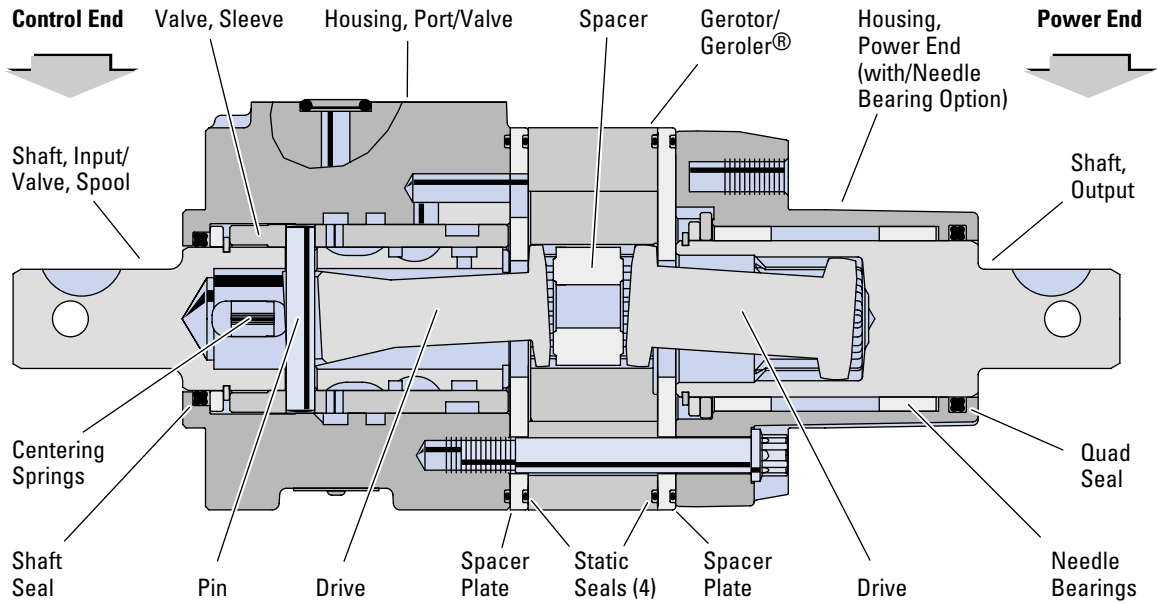 Control End
Valve, Sleeve
Housing, Port/Valve
Spacer
Gerotor/
Geroler®
Housing,
Power End
(with/Needle
Bearing Option)
Power End
Shaft, Input/
Valve, Spool
Shaft,
Output
Centering
Springs
Quad
Seal
Shaft
Seal
Pin
Drive
Spacer
Plate
Static
Seals (4)
Spacer
Plate
Drive
Needle
Bearings